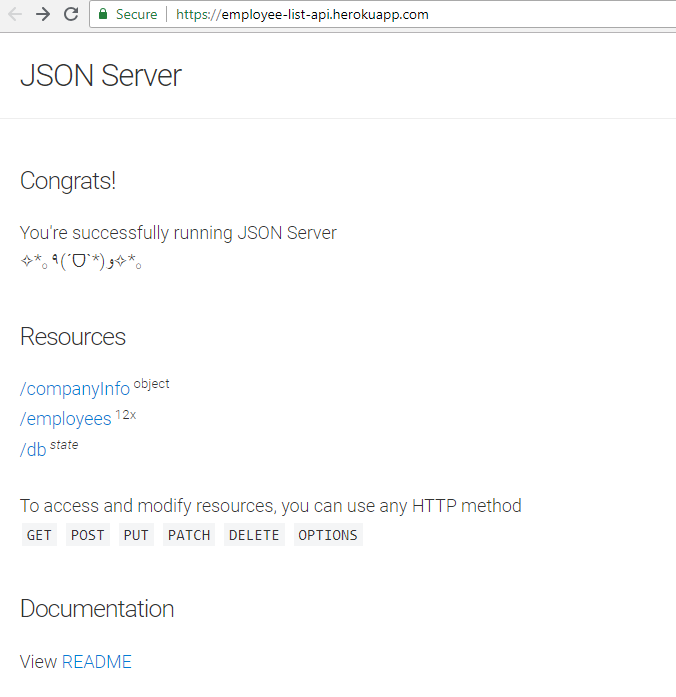 Secure https://employee-list-api.herokuapp.com
JSON Server
Congrats!
You're successfully running JSON Server
✧*｡٩(ˊᗜˋ*)و✧*｡
Resources
/companyInfo object
/employees 12x
/db state
To access and modify resources, you can use any HTTP method
GET POST PUT PATCH DELETE OPTIONS
Documentation
View README